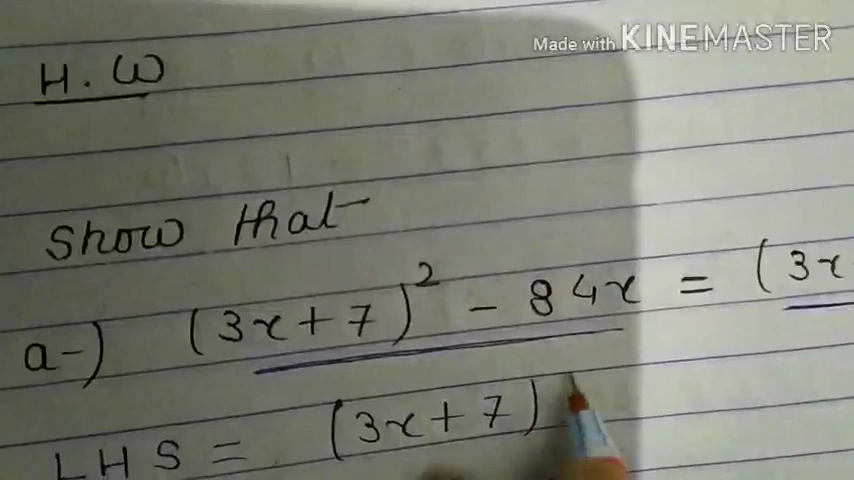 Made with KINEMASTER
H.W
Show that
a-) (3x+7)² - 84x = (3x
LHS = (3x+7)